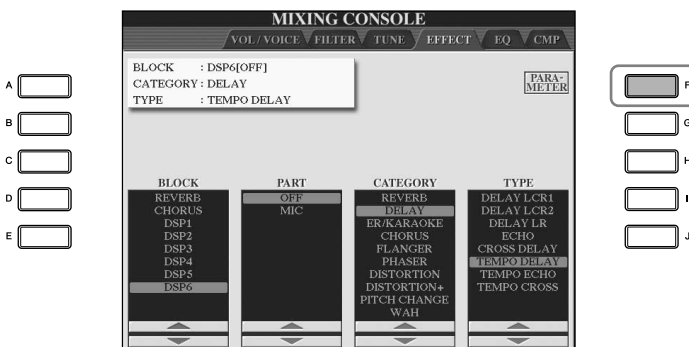 MIXING CONSOLE
VOL / VOICE FILTER TUNE EFFECT EQ CMP
BLOCK : DSP6[OFF]
CATEGORY : DELAY
TYPE : TEMPO DELAY
PARA-
METER
A
B
C
D
E
F
G
H
I
J
BLOCK
REVERB
CHORUS
DSP1
DSP2
DSP3
DSP4
DSP5
DSP6
PART
OFF
MIC
CATEGORY
REVERB
DELAY
ER/KARAOKE
CHORUS
FLANGER
PHASER
DISTORTION
DISTORTION+
PITCH CHANGE
WAH
TYPE
DELAY LCR1
DELAY LCR2
DELAY LR
ECHO
CROSS DELAY
TEMPO DELAY
TEMPO ECHO
TEMPO CROSS